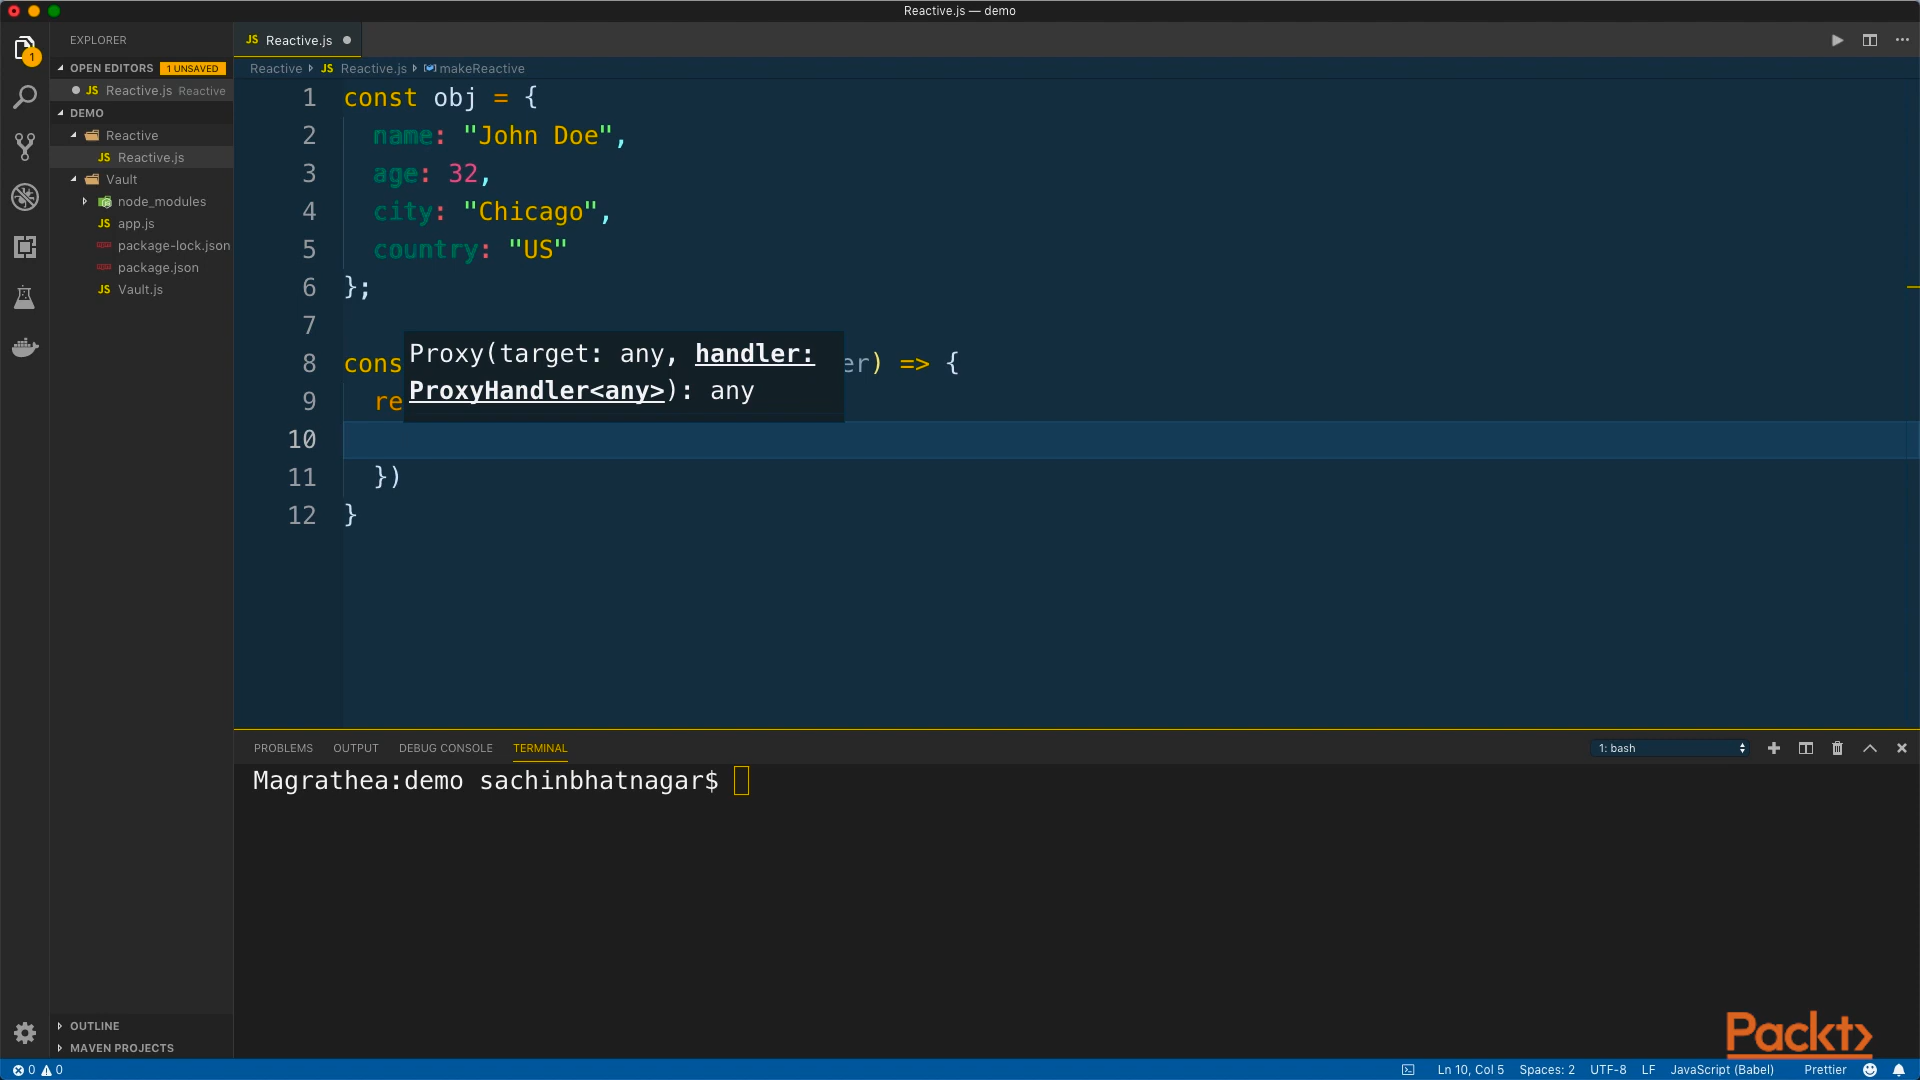 Reactive.js — demo
EXPLORER
OPEN EDITORS 1 UNSAVED
JS Reactive.js Reactive
DEMO
Reactive
JS Reactive.js
Vault
node_modules
JS app.js
package-lock.json
package.json
JS Vault.js
OUTLINE
MAVEN PROJECTS
1
JS Reactive.js
Reactive JS Reactive.js makeReactive
1 const obj = {
2 name: "John Doe",
3 age: 32,
4 city: "Chicago",
5 country: "US"
6 };
7
8 cons er) => {
9 re
10
11 })
12 }
Proxy(target: any, handler:
ProxyHandler<any>): any
PROBLEMS OUTPUT DEBUG CONSOLE TERMINAL
1: bash
Magrathea:demo sachinbhatnagar$
Packt>
0 0
Ln 10, Col 5 Spaces: 2 UTF-8 LF JavaScript (Babel) Prettier